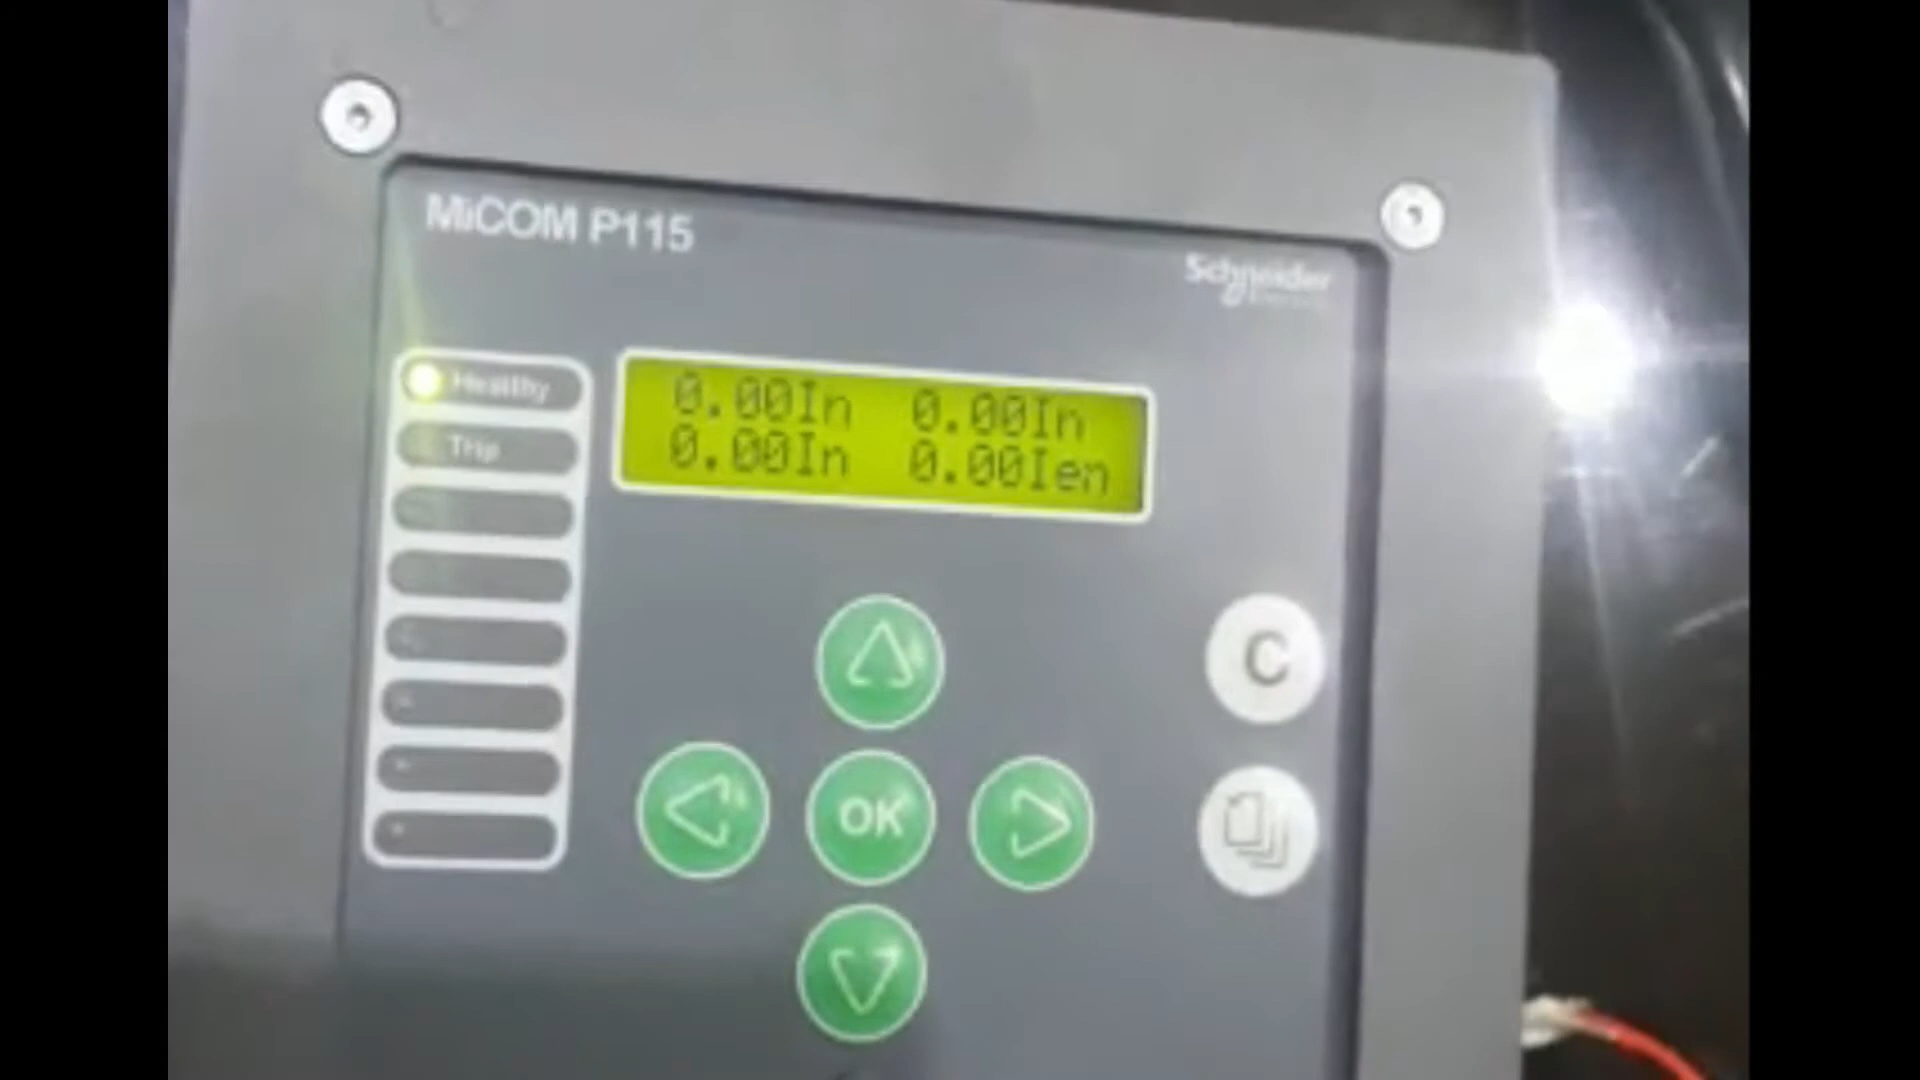 MiCOM P115
Schneider
Healthy
Trip
0.00In 0.00In
0.00In 0.00Ien
C
OK